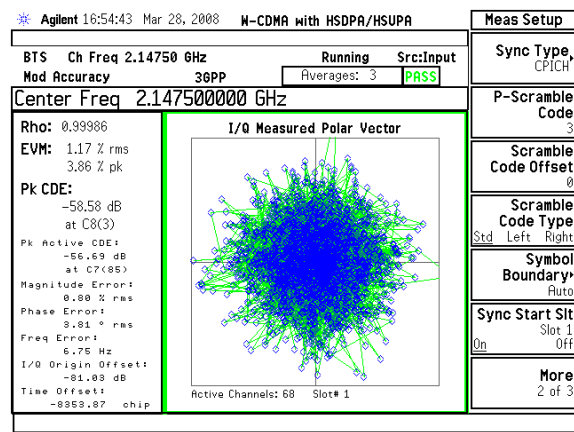 Agilent 16:54:43 Mar 28, 2008 W-CDMA with HSDPA/HSUPA
Meas Setup
BTS Ch Freq 2.14750 GHz Running Src:Input
Mod Accuracy 3GPP Averages: 3 PASS
Center Freq 2.147500000 GHz
Rho: 0.99986
EVM: 1.17 % rms
3.86 % pk
Pk CDE:
-58.58 dB
at C8(3)
Pk Active CDE:
-56.69 dB
at C7(85)
Magnitude Error:
0.80 % rms
Phase Error:
3.81 ° rms
Freq Error:
6.75 Hz
I/Q Origin Offset:
-81.03 dB
Time Offset:
-8353.87 chip
I/Q Measured Polar Vector
Active Channels: 68 Slot# 1
Sync Type
CPICH
P-Scramble
Code
3
Scramble
Code Offset
0
Scramble
Code Type
Std Left Right
Symbol
Boundary
Auto
Sync Start Slt
Slot 1
On Off
More
2 of 3